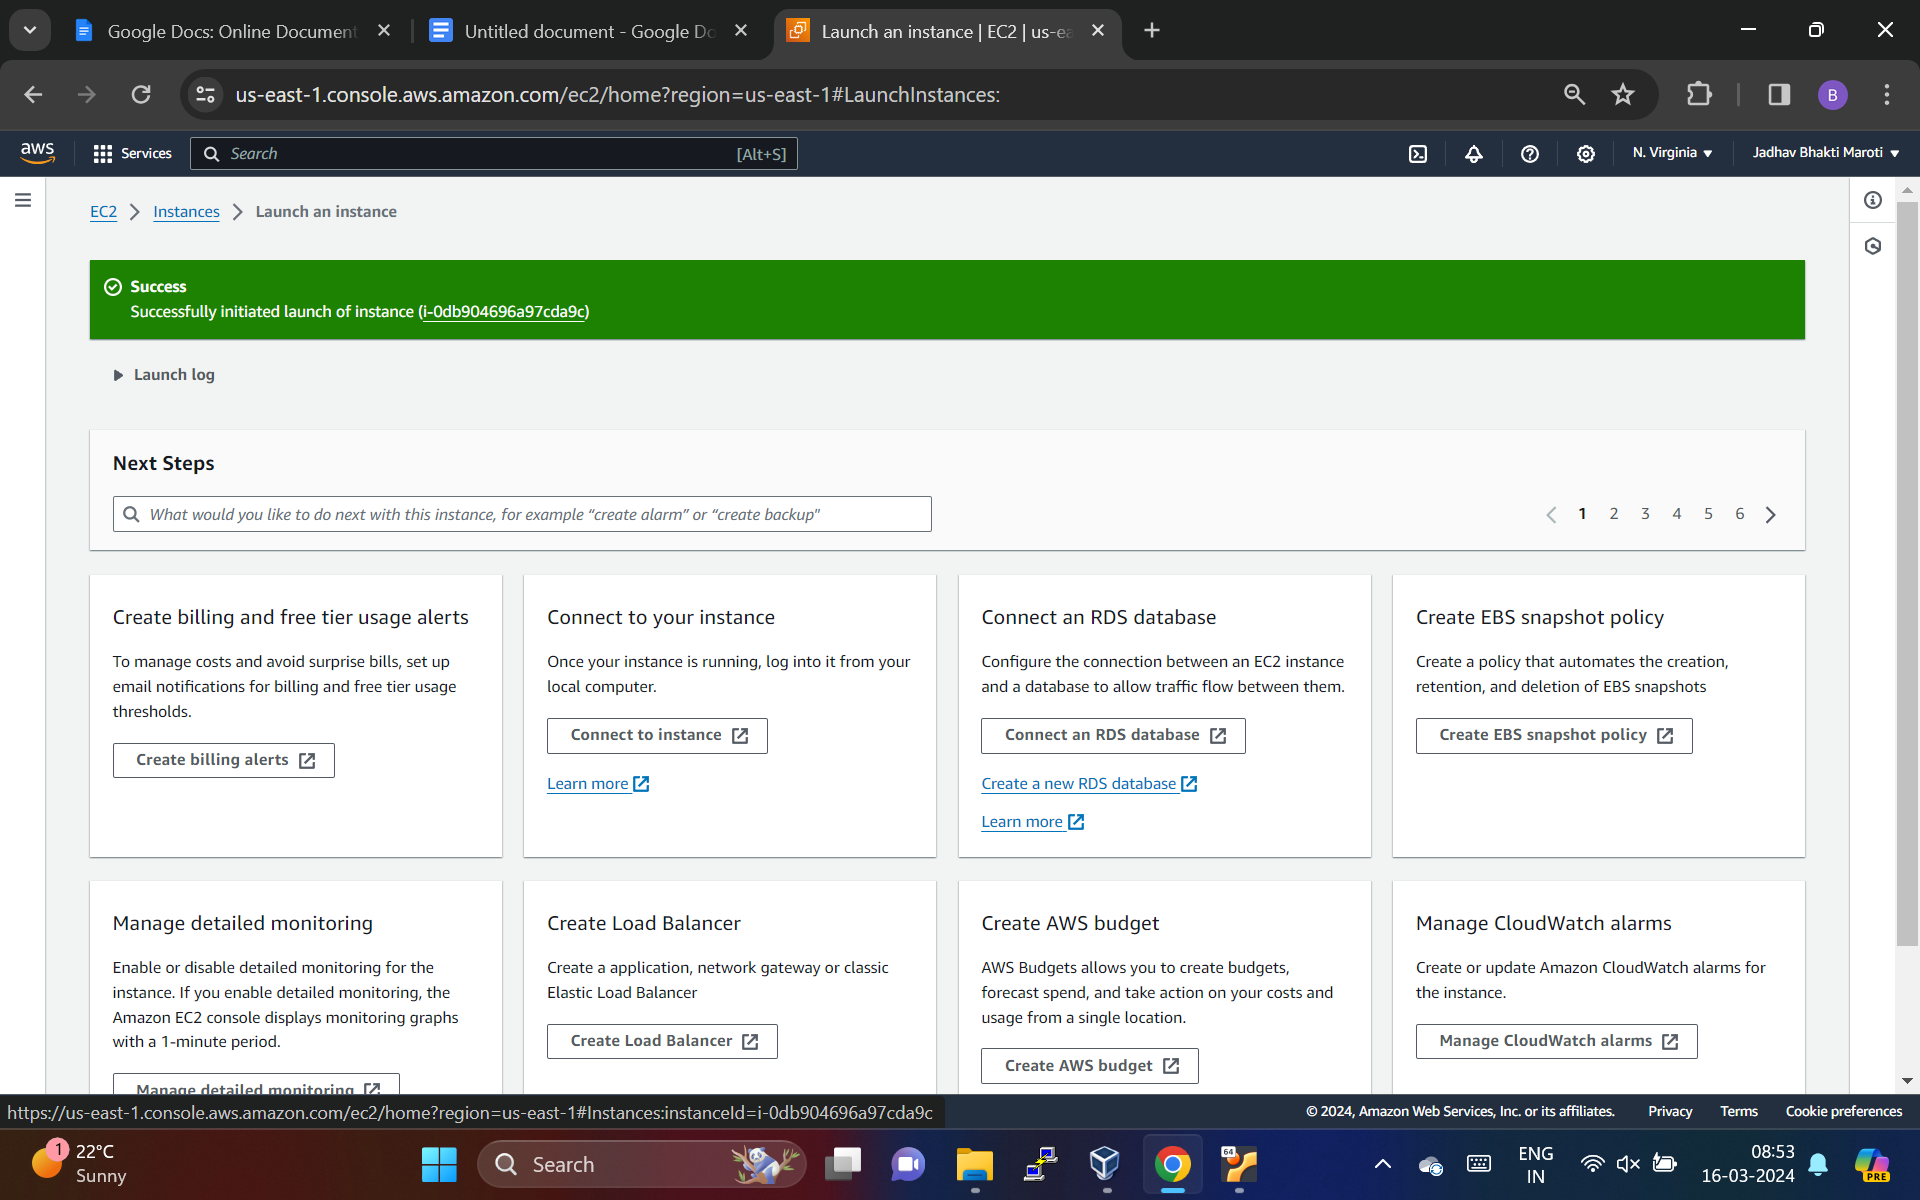 Google Docs: Online Document
Untitled document - Google Do
Launch an instance | EC2 | us-ea
us-east-1.console.aws.amazon.com/ec2/home?region=us-east-1#LaunchInstances:
B
aws
Services
Search
[Alt+S]
N. Virginia
Jadhav Bhakti Maroti
EC2
Instances
Launch an instance
Success
Successfully initiated launch of instance (i-0db904696a97cda9c)
Launch log
Next Steps
What would you like to do next with this instance, for example “create alarm” or “create backup”
1 2 3 4 5 6
Create billing and free tier usage alerts
To manage costs and avoid surprise bills, set up
email notifications for billing and free tier usage
thresholds.
Create billing alerts
Connect to your instance
Once your instance is running, log into it from your
local computer.
Connect to instance
Learn more
Connect an RDS database
Configure the connection between an EC2 instance
and a database to allow traffic flow between them.
Connect an RDS database
Create a new RDS database
Learn more
Create EBS snapshot policy
Create a policy that automates the creation,
retention, and deletion of EBS snapshots
Create EBS snapshot policy
Manage detailed monitoring
Enable or disable detailed monitoring for the
instance. If you enable detailed monitoring, the
Amazon EC2 console displays monitoring graphs
with a 1-minute period.
Manage detailed monitoring
Create Load Balancer
Create a application, network gateway or classic
Elastic Load Balancer
Create Load Balancer
Create AWS budget
AWS Budgets allows you to create budgets,
forecast spend, and take action on your costs and
usage from a single location.
Create AWS budget
Manage CloudWatch alarms
Create or update Amazon CloudWatch alarms for
the instance.
Manage CloudWatch alarms
https://us-east-1.console.aws.amazon.com/ec2/home?region=us-east-1#Instances:instanceId=i-0db904696a97cda9c
© 2024, Amazon Web Services, Inc. or its affiliates.
Privacy
Terms
Cookie preferences
1
22°C
Sunny
Search
64
ENG
IN
08:53
16-03-2024
PRE